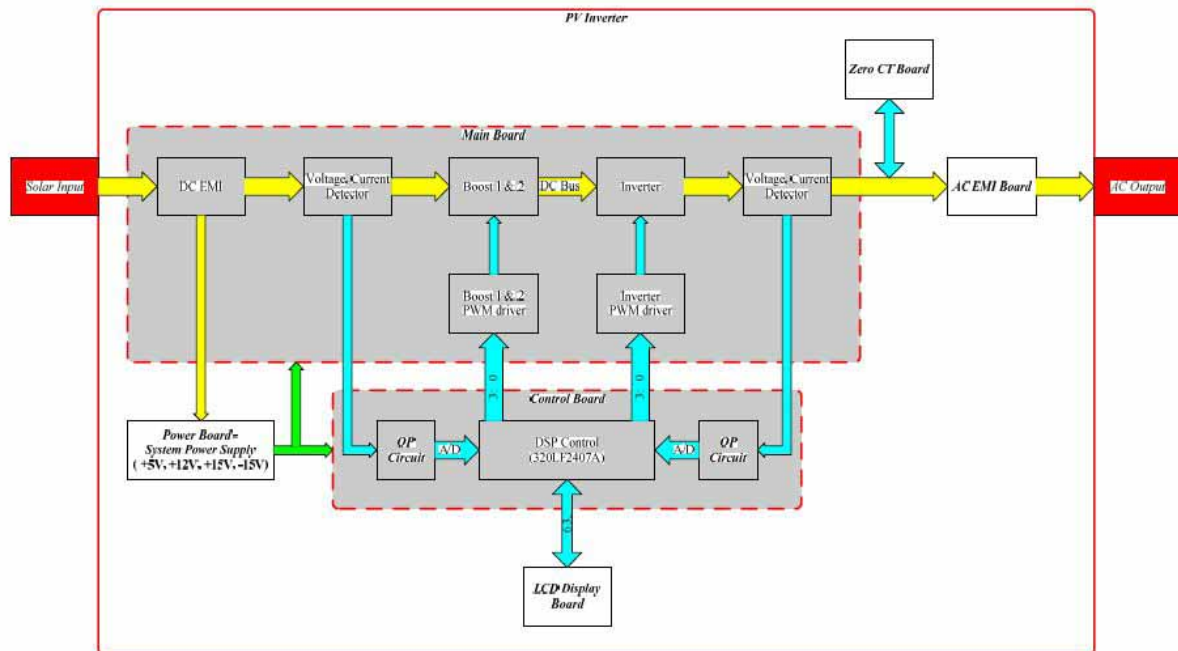 PV Inverter
Zero CT Board
Main Board
Solar Input
DC EMI
Voltage, Current
Detector
Boost 1 & 2
DC Bus
Inverter
Voltage, Current
Detector
AC EMI Board
AC Output
Boost 1 & 2
PWM driver
Inverter
PWM driver
Control Board
Power Board -
System Power Supply
( +5V, +12V, +15V, -15V)
OP
Circuit
A/D
DSP Control
(320LF2407A)
A/D
OP
Circuit
LCD Display
Board